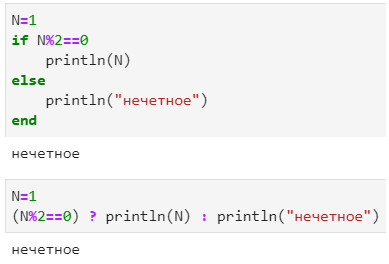 N=1
if N%2==0
    println(N)
else
    println("нечетное")
end
нечетное
N=1
(N%2==0) ? println(N) : println("нечетное")
нечетное